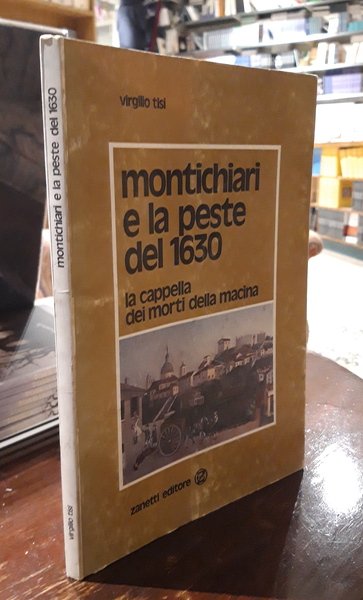 virgilio tisi
montichiari
e la peste
del 1630
la cappella
dei morti della macina
zanetti editore
montichiari e la peste del 1630
virgilio tisi